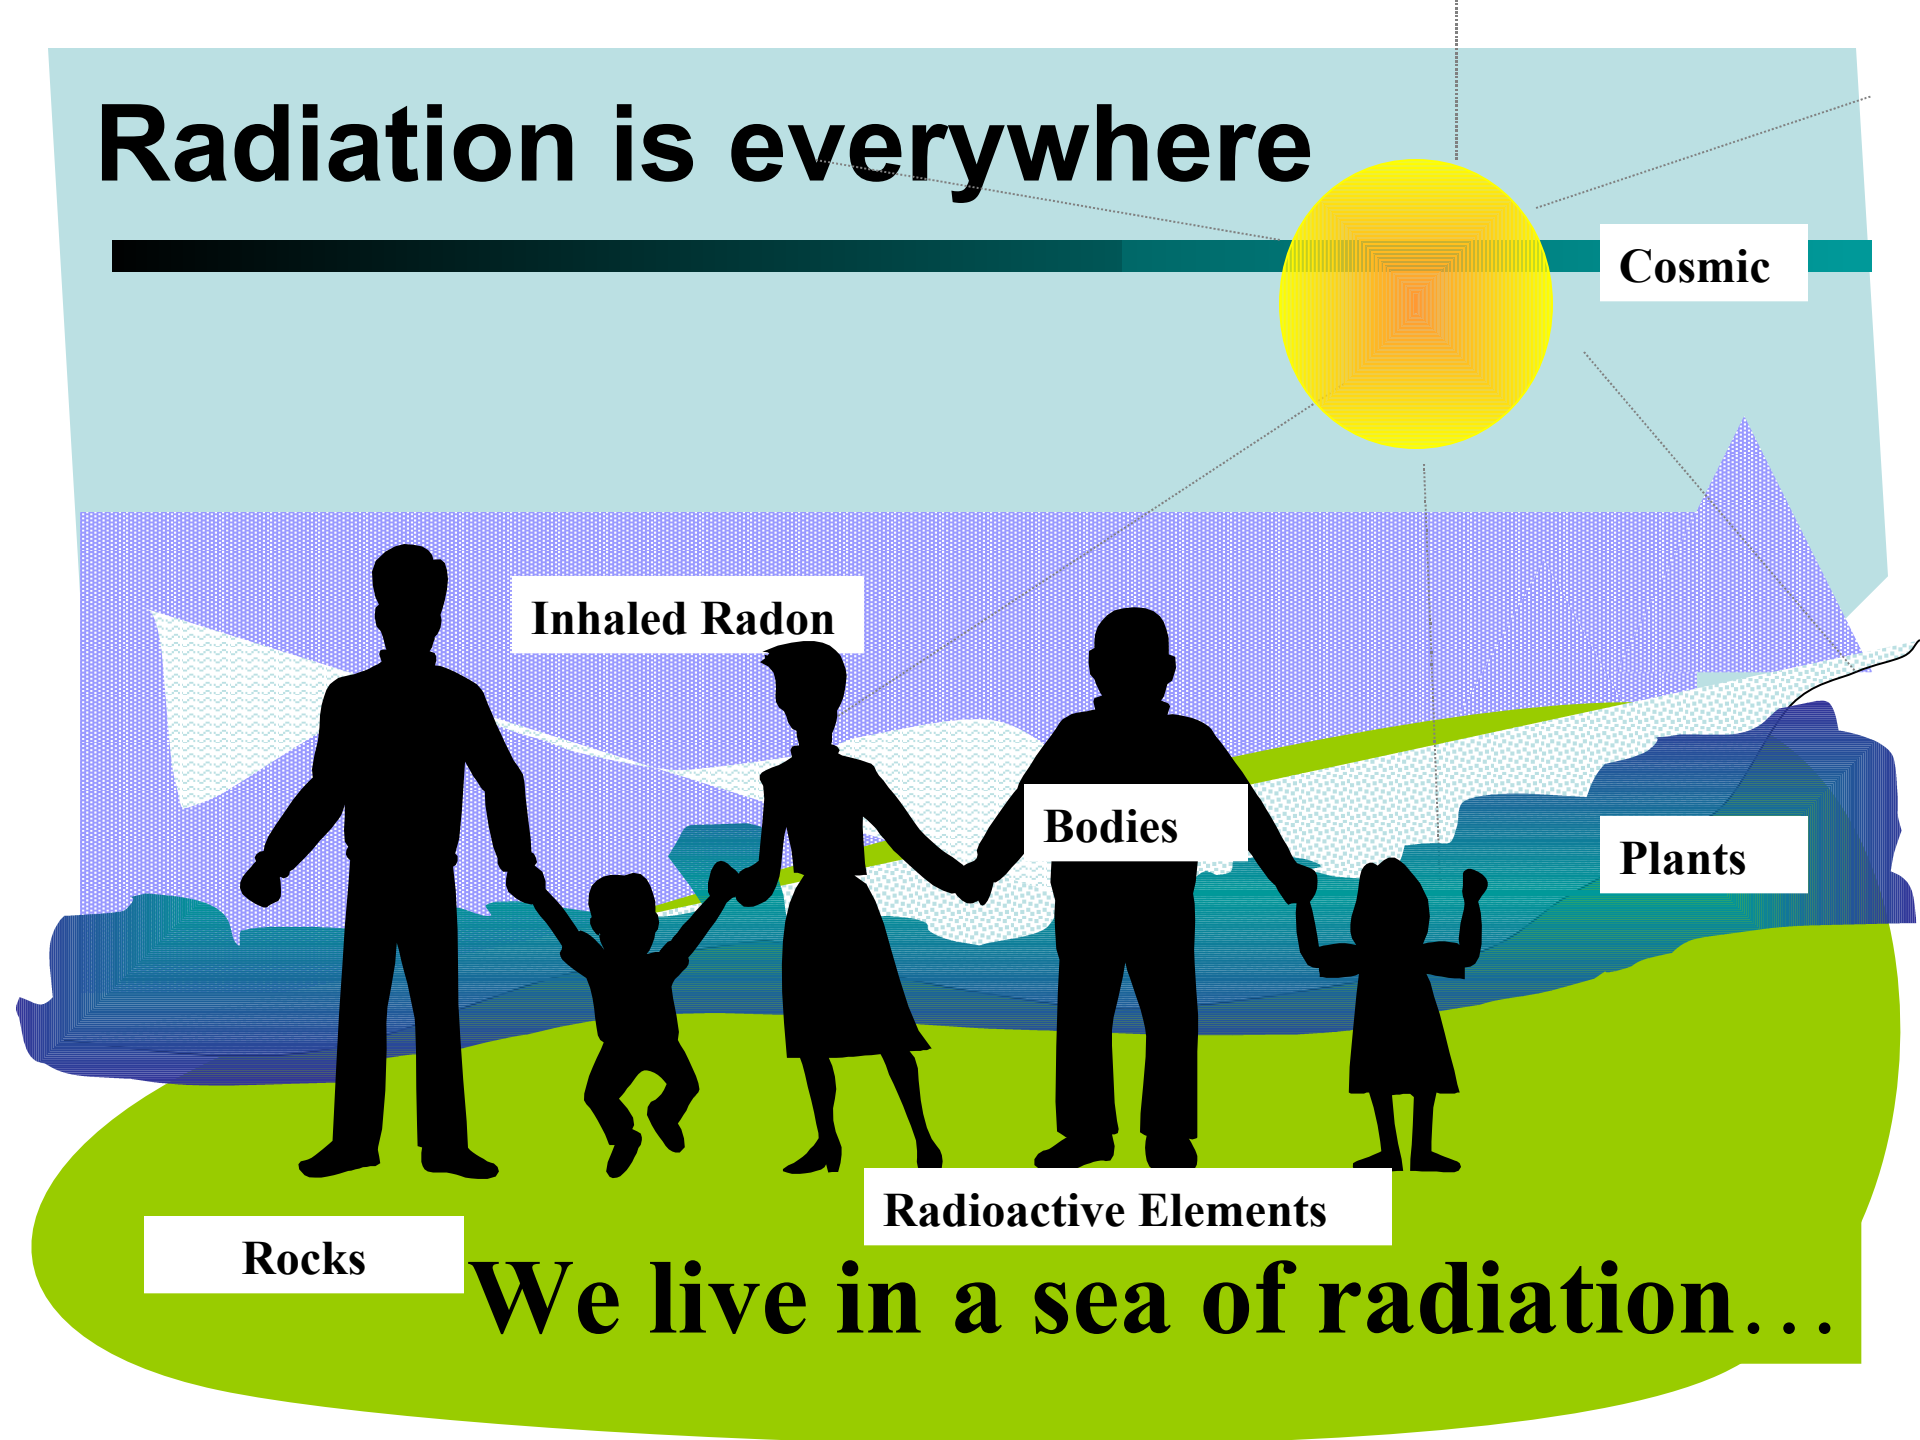 Radiation is everywhere
Cosmic
Inhaled Radon
Bodies
Plants
Radioactive Elements
Rocks
We live in a sea of radiation…